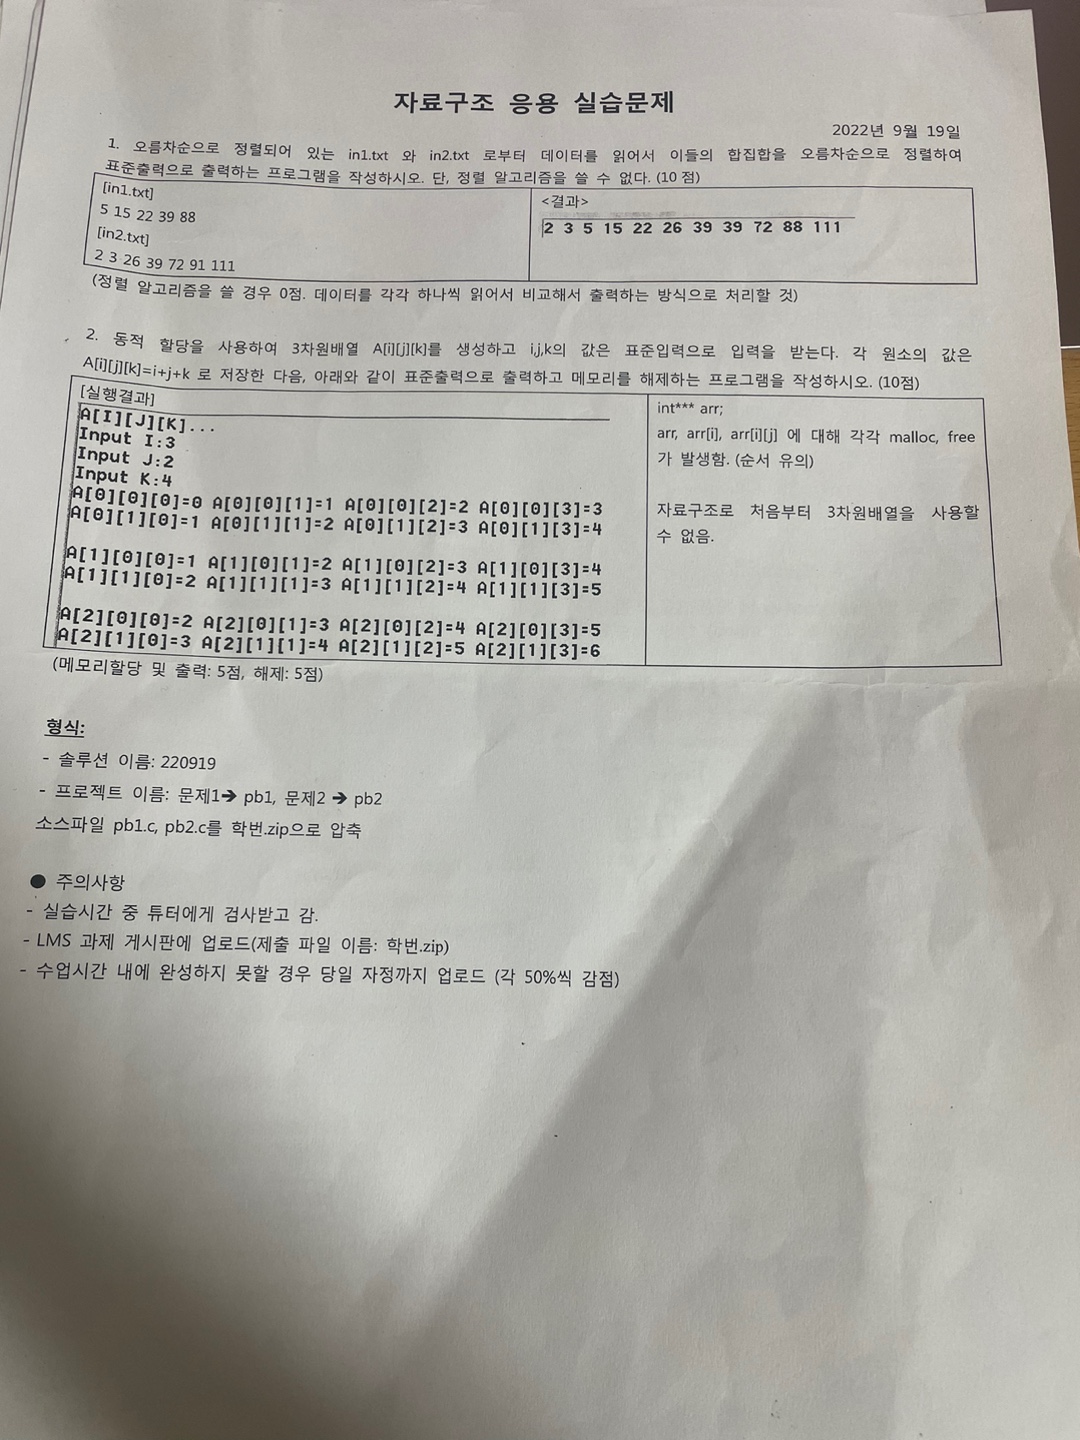 자료구조 응용 실습문제
2022년 9월 19일
1. 오름차순으로 정렬되어 있는 in1.txt 와 in2.txt 로부터 데이터를 읽어서 이들의 합집합을 오름차순으로 정렬하여
표준출력으로 출력하는 프로그램을 작성하시오. 단, 정렬 알고리즘을 쓸 수 없다. (10 점)
[in1.txt]
5 15 22 39 88
[in2.txt]
2 3 26 39 72 91 111
<결과>
2 3 5 15 22 26 39 39 72 88 111
(정렬 알고리즘을 쓸 경우 0점. 데이터를 각각 하나씩 읽어서 비교해서 출력하는 방식으로 처리할 것)
2. 동적 할당을 사용하여 3차원배열 A[i][j][k]를 생성하고 i,j,k의 값은 표준입력으로 입력을 받는다. 각 원소의 값은
A[i][j][k]=i+j+k 로 저장한 다음, 아래와 같이 표준출력으로 출력하고 메모리를 해제하는 프로그램을 작성하시오. (10점)
[실행결과]
A[I][J][K]...
Input I:3
Input J:2
Input K:4
A[0][0][0]=0 A[0][0][1]=1 A[0][0][2]=2 A[0][0][3]=3
A[0][1][0]=1 A[0][1][1]=2 A[0][1][2]=3 A[0][1][3]=4
A[1][0][0]=1 A[1][0][1]=2 A[1][0][2]=3 A[1][0][3]=4
A[1][1][0]=2 A[1][1][1]=3 A[1][1][2]=4 A[1][1][3]=5
A[2][0][0]=2 A[2][0][1]=3 A[2][0][2]=4 A[2][0][3]=5
A[2][1][0]=3 A[2][1][1]=4 A[2][1][2]=5 A[2][1][3]=6
int*** arr;
arr, arr[i], arr[i][j] 에 대해 각각 malloc, free
가 발생함. (순서 유의)
자료구조로 처음부터 3차원배열을 사용할
수 없음.
(메모리할당 및 출력: 5점, 해제: 5점)
형식:
- 솔루션 이름: 220919
- 프로젝트 이름: 문제1➔ pb1, 문제2 ➔ pb2
소스파일 pb1.c, pb2.c를 학번.zip으로 압축
● 주의사항
- 실습시간 중 튜터에게 검사받고 감.
- LMS 과제 게시판에 업로드(제출 파일 이름: 학번.zip)
- 수업시간 내에 완성하지 못할 경우 당일 자정까지 업로드 (각 50%씩 감점)